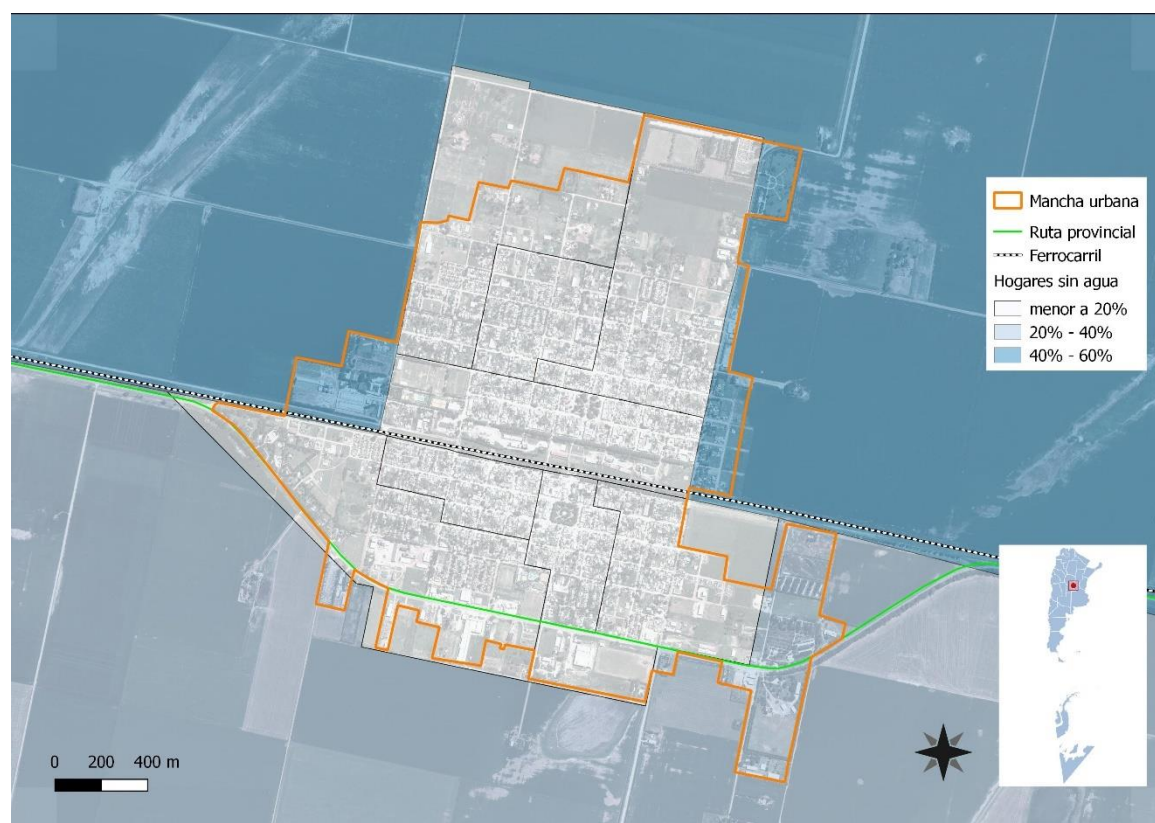 Mancha urbana
Ruta provincial
Ferrocarril
Hogares sin agua
menor a 20%
20% - 40%
40% - 60%
0 200 400 m